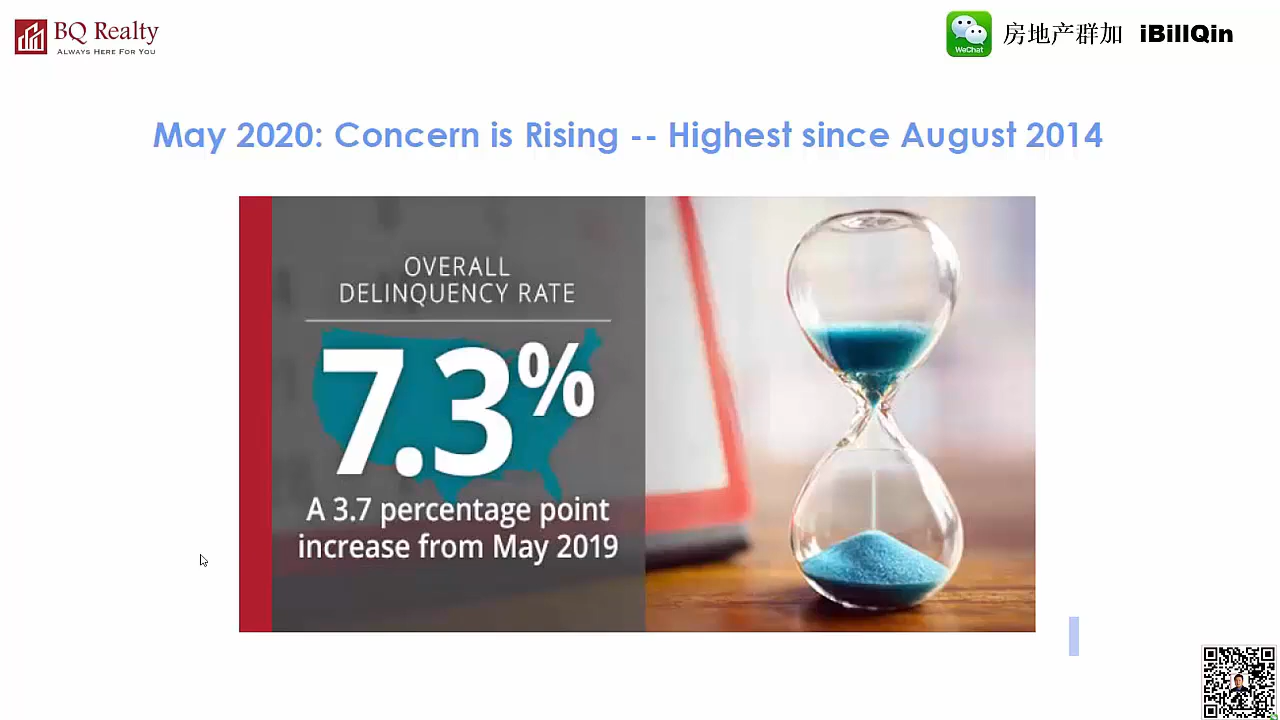 BQ Realty
ALWAYS HERE FOR YOU
WeChat
房地产群加 iBillQin
May 2020: Concern is Rising -- Highest since August 2014
OVERALL
DELINQUENCY RATE
7.3%
A 3.7 percentage point
increase from May 2019